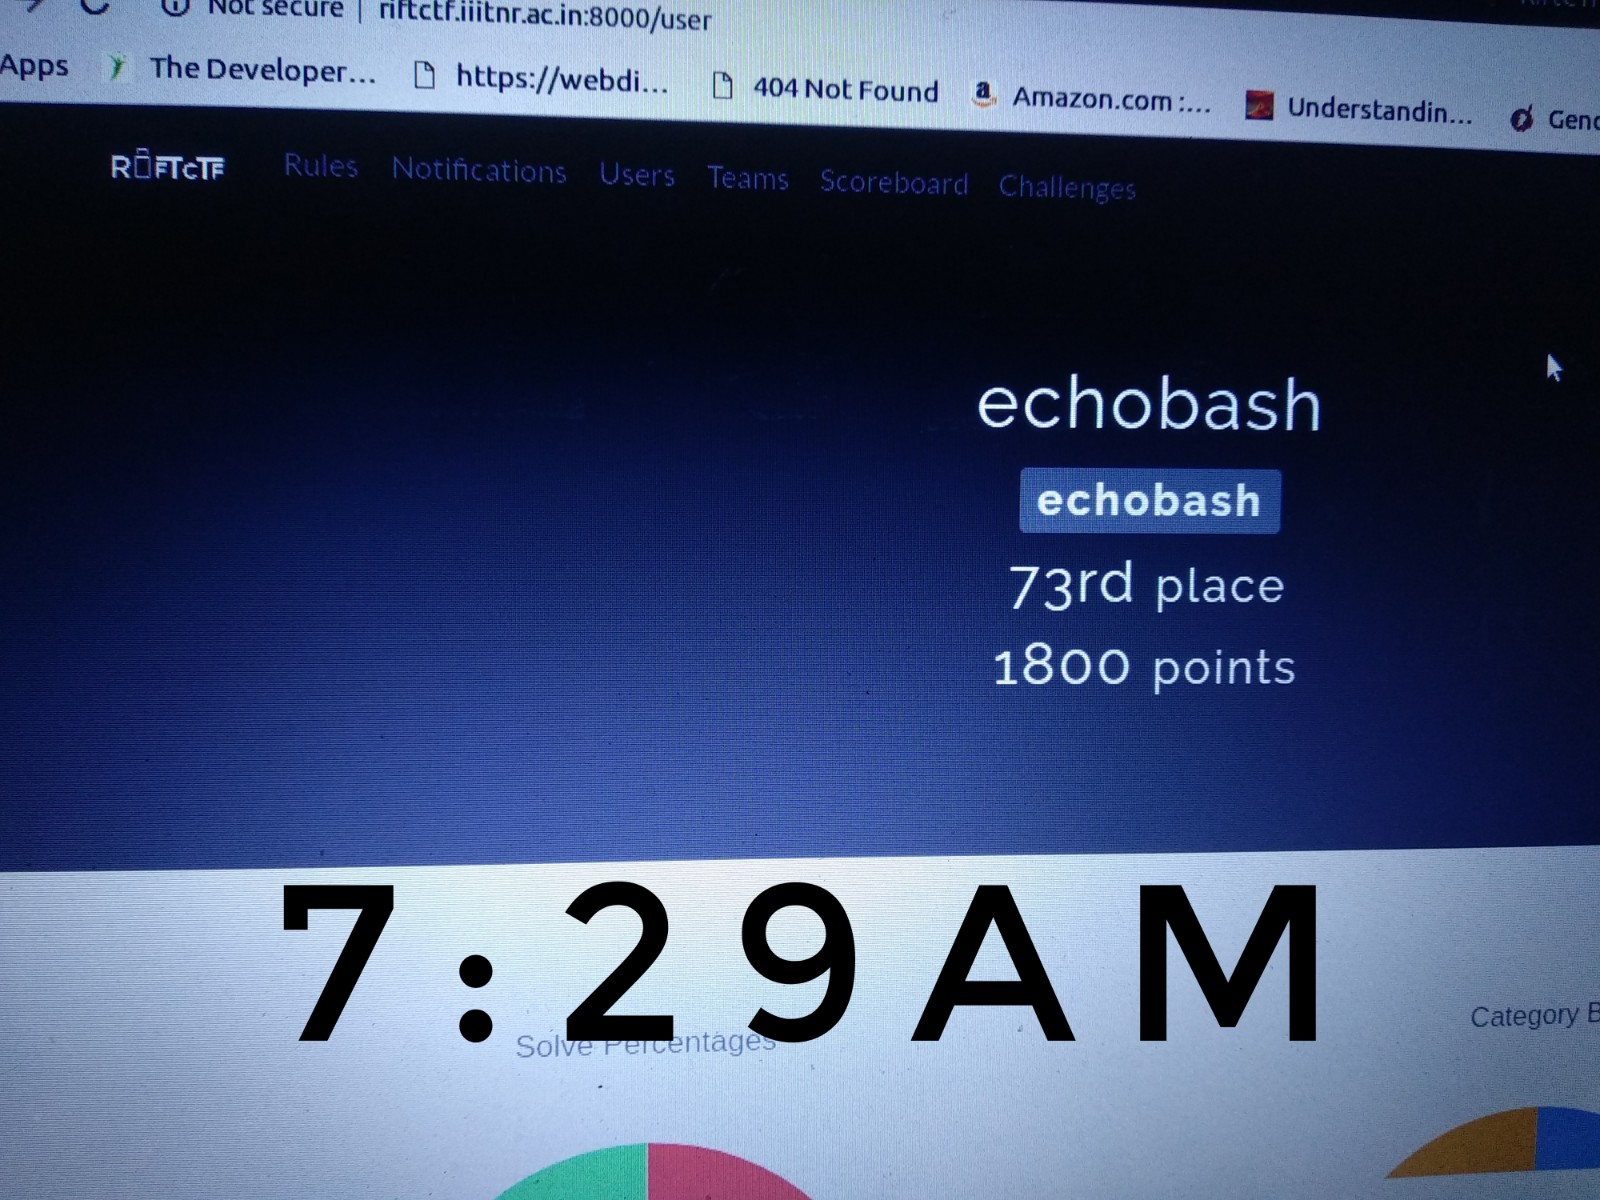 Not secure | riftctf.iiitnr.ac.in:8000/user
Apps The Developer... https://webdi... 404 Not Found Amazon.com :... Understandin...
RIFTCTF Rules Notifications Users Teams Scoreboard Challenges
echobash
echobash
73rd place
1800 points
7:29AM
Solve Percentages
Category